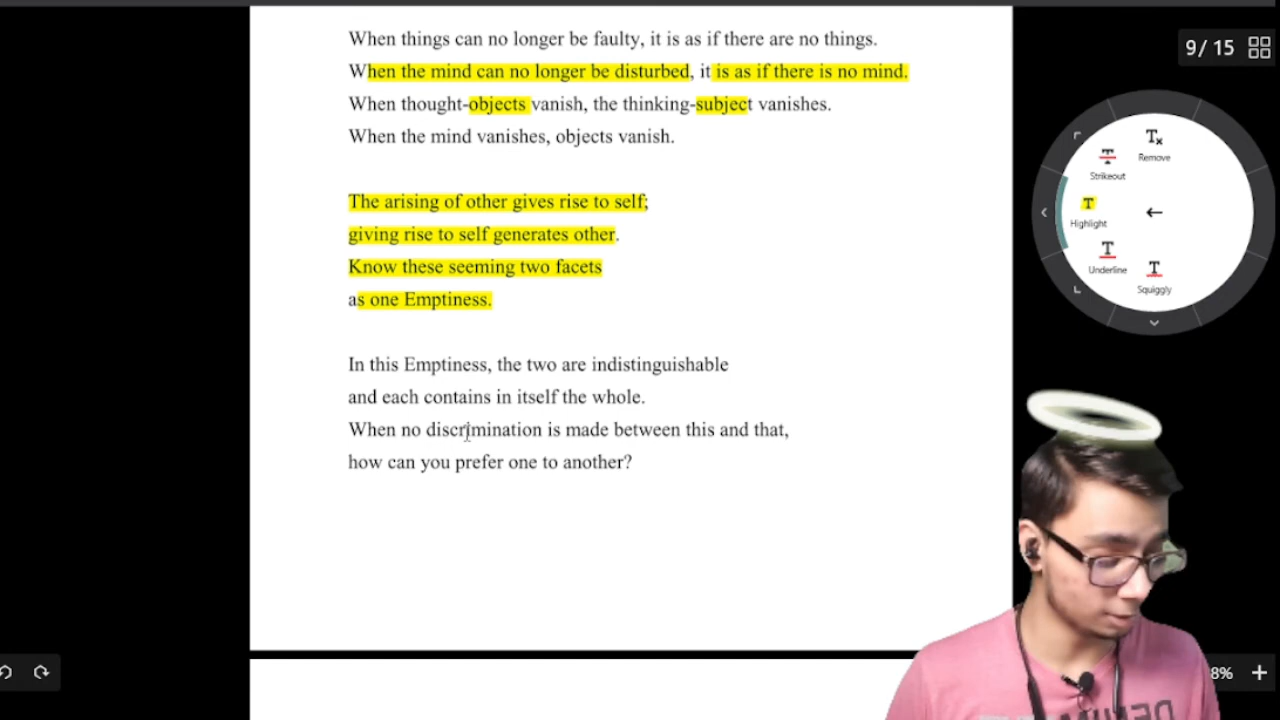 When things can no longer be faulty, it is as if there are no things.
When the mind can no longer be disturbed, it is as if there is no mind.
When thought-objects vanish, the thinking-subject vanishes.
When the mind vanishes, objects vanish.
The arising of other gives rise to self;
giving rise to self generates other.
Know these seeming two facets
as one Emptiness.
In this Emptiness, the two are indistinguishable
and each contains in itself the whole.
When no discrimination is made between this and that,
how can you prefer one to another?
9/ 15
Remove
Strikeout
Highlight
Underline
Squiggly
8%